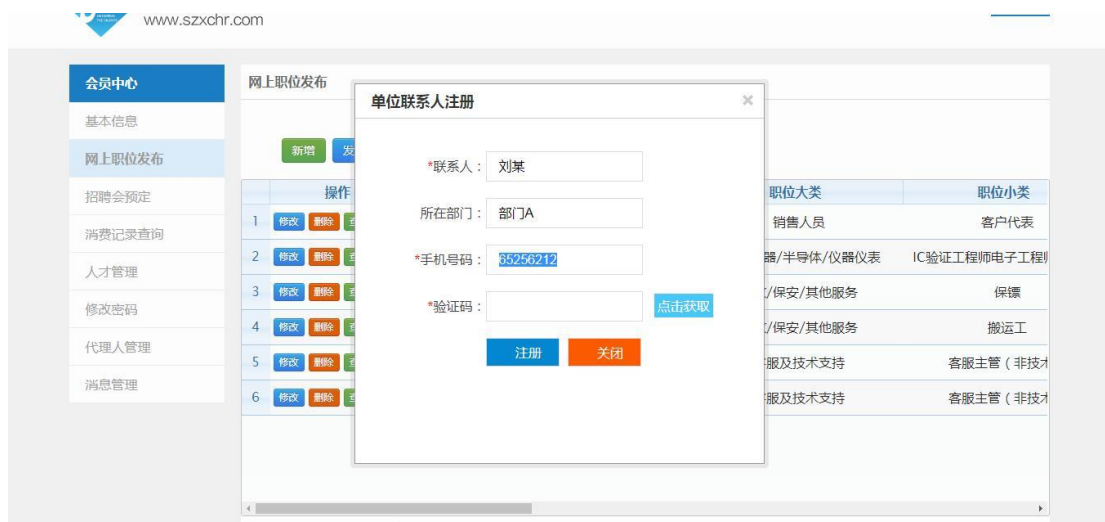 www.szxchr.com
会员中心
基本信息
网上职位发布
招聘会预定
消费记录查询
人才管理
修改密码
代理人管理
消息管理
网上职位发布
新增 发
操作 职位大类 职位小类
1 修改 删除 销售人员 客户代表
2 修改 删除 器/半导体/仪器仪表 IC验证工程师电子工程师
3 修改 删除 /保安/其他服务 保镖
4 修改 删除 /保安/其他服务 搬运工
5 修改 删除 服及技术支持 客服主管(非技术
6 修改 删除 服及技术支持 客服主管(非技术
单位联系人注册 ×
*联系人: 刘某
所在部门: 部门A
*手机号码: 65256212
*验证码: 点击获取
注册 关闭